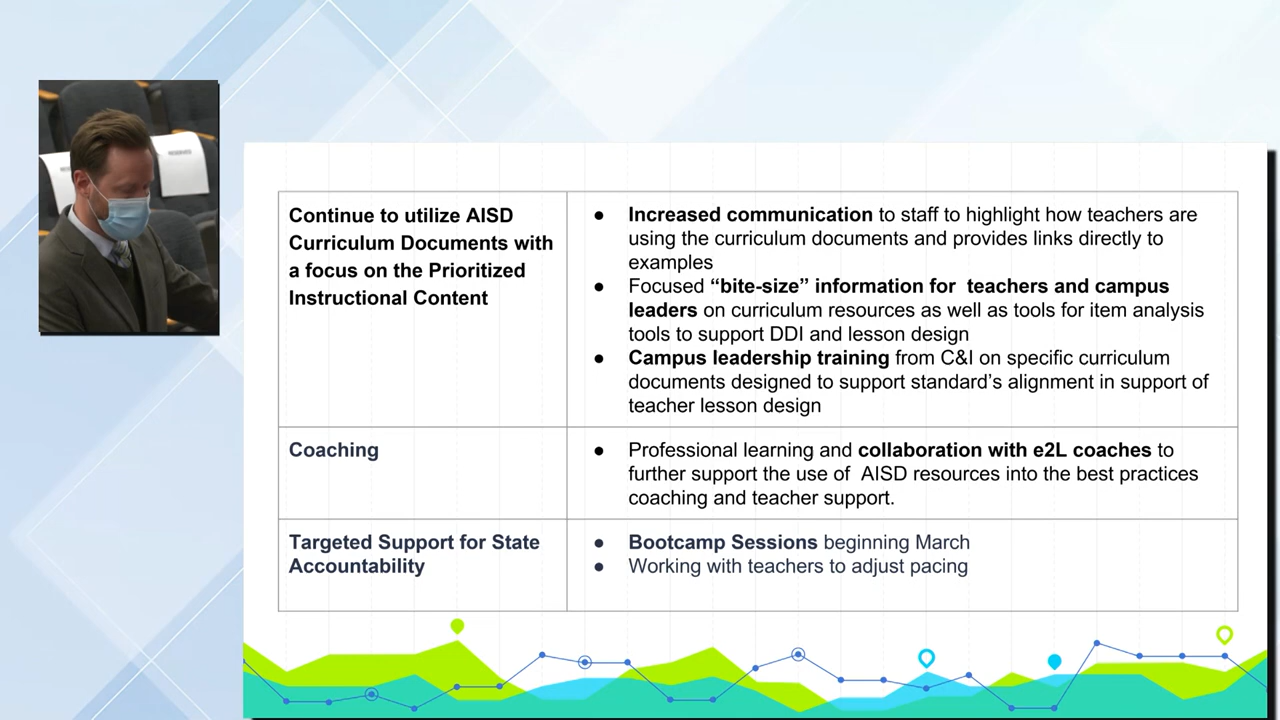 RESERVED
Continue to utilize AISD
Curriculum Documents with
a focus on the Prioritized
Instructional Content
● Increased communication to staff to highlight how teachers are
using the curriculum documents and provides links directly to
examples
● Focused “bite-size” information for  teachers and campus
leaders on curriculum resources as well as tools for item analysis
tools to support DDI and lesson design
● Campus leadership training from C&I on specific curriculum
documents designed to support standard’s alignment in support of
teacher lesson design
Coaching
● Professional learning and collaboration with e2L coaches to
further support the use of  AISD resources into the best practices
coaching and teacher support.
Targeted Support for State
Accountability
● Bootcamp Sessions beginning March
● Working with teachers to adjust pacing